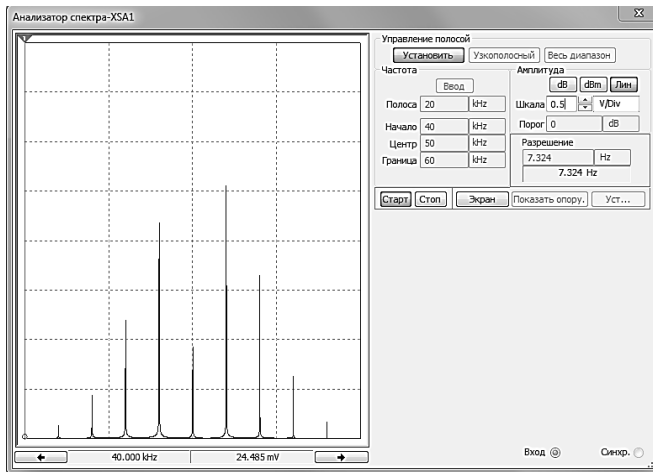 Анализатор спектра-XSA1
Управление полосой
Установить Узкополосный Весь диапазон
Частота
Ввод
Полоса 20 kHz
Начало 40 kHz
Центр 50 kHz
Граница 60 kHz
Амплитуда
dB dBm Лин
Шкала 0.5 V/Div
Порог 0 dB
Разрешение
7.324 Hz
7.324 Hz
Старт Стоп Экран Показать опору. Уст...
40.000 kHz 24.485 mV
Вход Синхр.